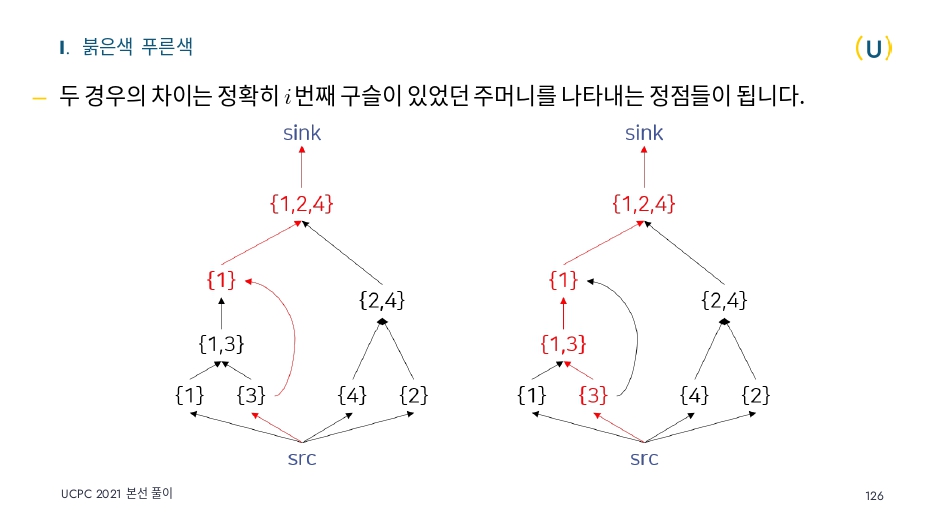 I. 붉은색 푸른색
(U)
– 두 경우의 차이는 정확히 i번째 구슬이 있었던 주머니를 나타내는 정점들이 됩니다.
sink sink
{1,2,4} {1,2,4}
{1} {1}
{2,4} {2,4}
{1,3} {1,3}
{1} {3} {4} {2} {1} {3} {4} {2}
src src
UCPC 2021 본선 풀이
126